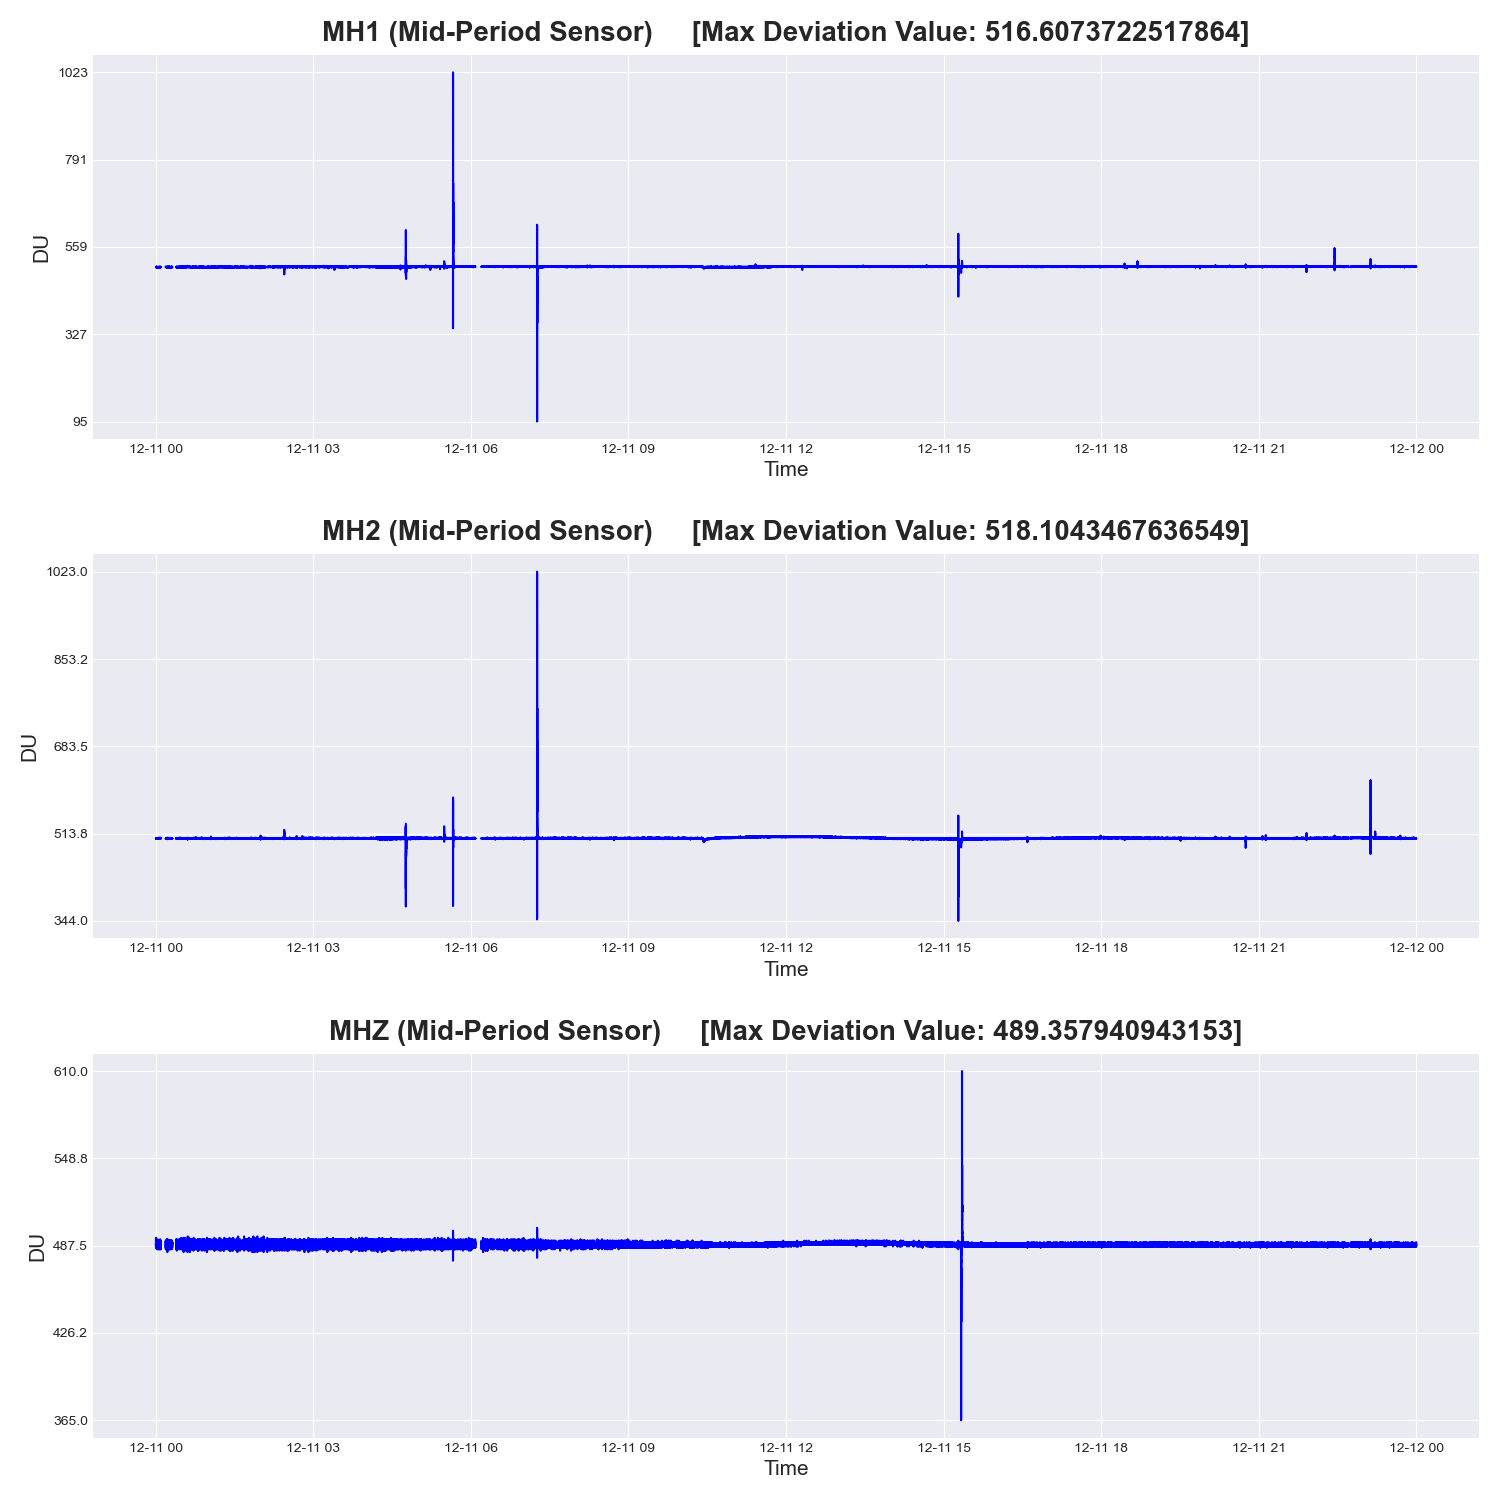 MH1 (Mid-Period Sensor) [Max Deviation Value: 516.6073722517864]
1023
791
559
327
95
DU
12-11 00 12-11 03 12-11 06 12-11 09 12-11 12 12-11 15 12-11 18 12-11 21 12-12 00
Time
MH2 (Mid-Period Sensor) [Max Deviation Value: 518.1043467636549]
1023.0
853.2
683.5
513.8
344.0
DU
12-11 00 12-11 03 12-11 06 12-11 09 12-11 12 12-11 15 12-11 18 12-11 21 12-12 00
Time
MHZ (Mid-Period Sensor) [Max Deviation Value: 489.357940943153]
610.0
548.8
487.5
426.2
365.0
DU
12-11 00 12-11 03 12-11 06 12-11 09 12-11 12 12-11 15 12-11 18 12-11 21 12-12 00
Time